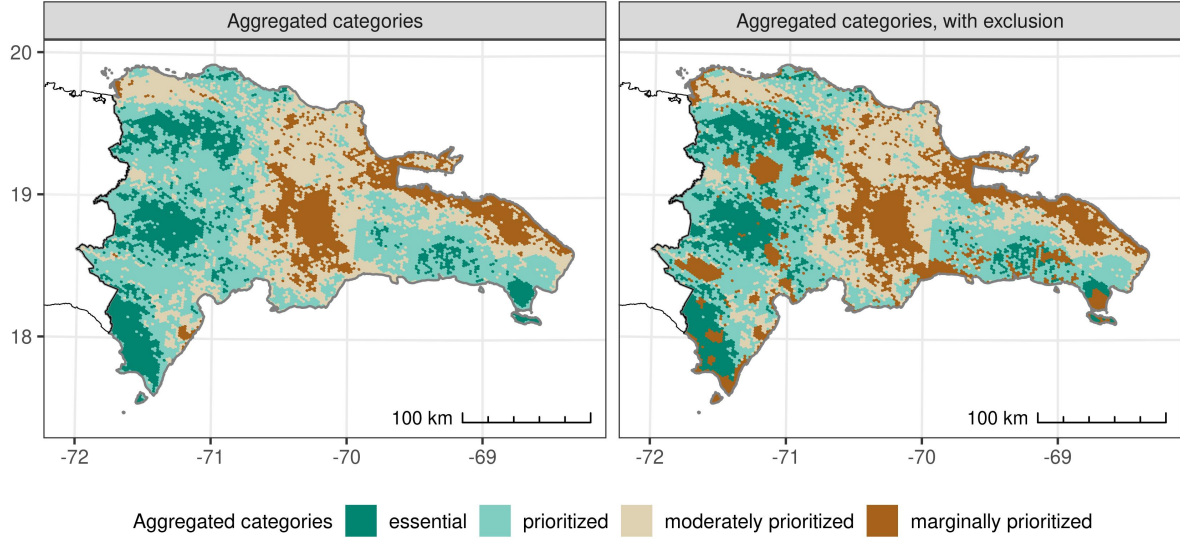 Aggregated categories
Aggregated categories, with exclusion
20
19
18
100 km
100 km
-72
-71
-70
-69
-72
-71
-70
-69
Aggregated categories
essential
prioritized
moderately prioritized
marginally prioritized